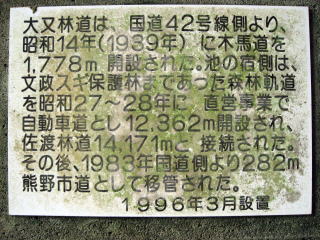 大又林道は、国道42号線側より、
昭和14年(1939年)に木馬道を
1,778m開設された。池の宿側は、
文政スギ保護林まであった森林軌道
を昭和27~28年に 直営事業で
自動車道とし12,362m開設され、
佐渡林道14,171mと接続された。
その後、1983年国道側より282m
熊野市道として移管された。
1996年3月設置